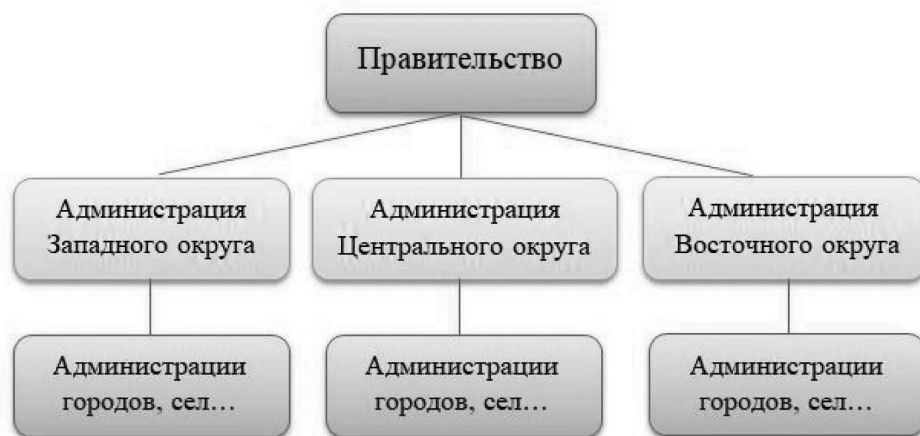 Правительство
Администрация
Западного округа
Администрация
Центрального округа
Администрация
Восточного округа
Администрации
городов, сел...
Администрации
городов, сел...
Администрации
городов, сел...